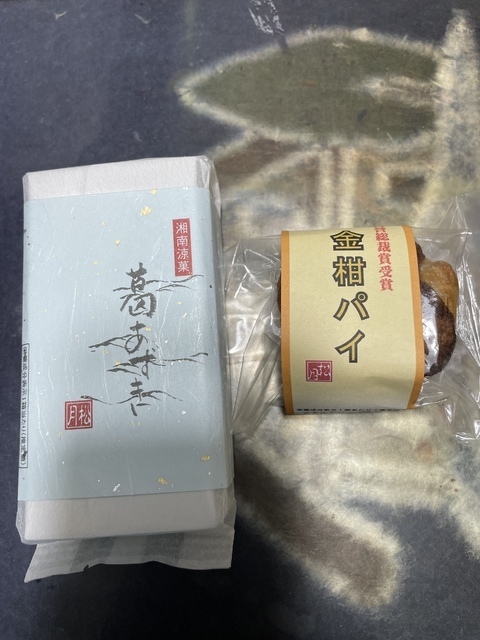 湘南涼菓
葛あずき
松月
総裁賞受賞
金柑パイ
松月